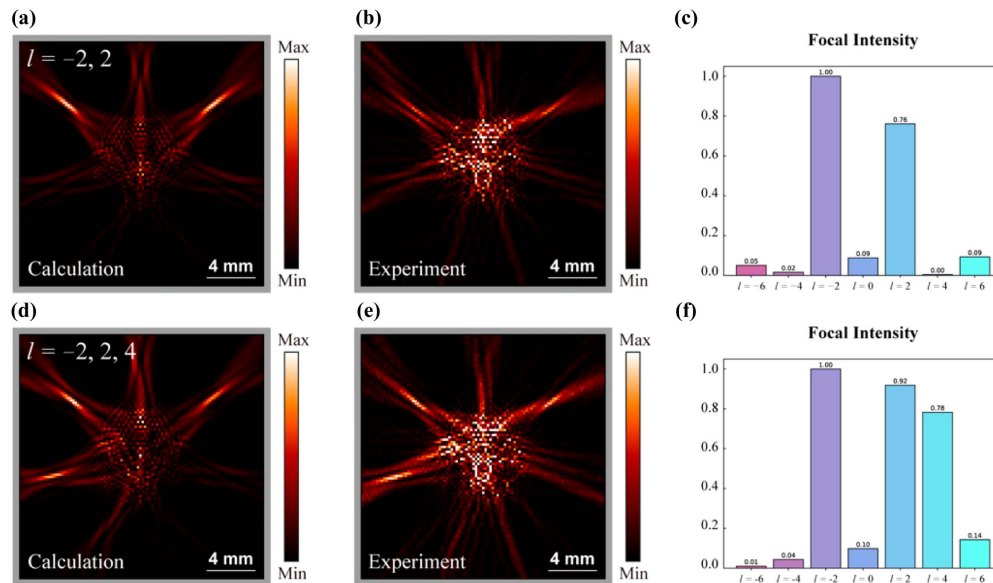 (a)
l = −2, 2
Calculation
4 mm
Max
Min
(b)
Experiment
4 mm
Max
Min
(c)
Focal Intensity
1.0
0.8
0.6
0.4
0.2
0.0
0.05
0.02
1.00
0.09
0.76
0.00
0.09
l = −6
l = −4
l = −2
l = 0
l = 2
l = 4
l = 6
(d)
l = −2, 2, 4
Calculation
4 mm
Max
Min
(e)
Experiment
4 mm
Max
Min
(f)
Focal Intensity
1.0
0.8
0.6
0.4
0.2
0.0
0.01
0.04
1.00
0.10
0.92
0.78
0.14
l = -6
l = -4
l = -2
l = 0
l = 2
l = 4
l = 6